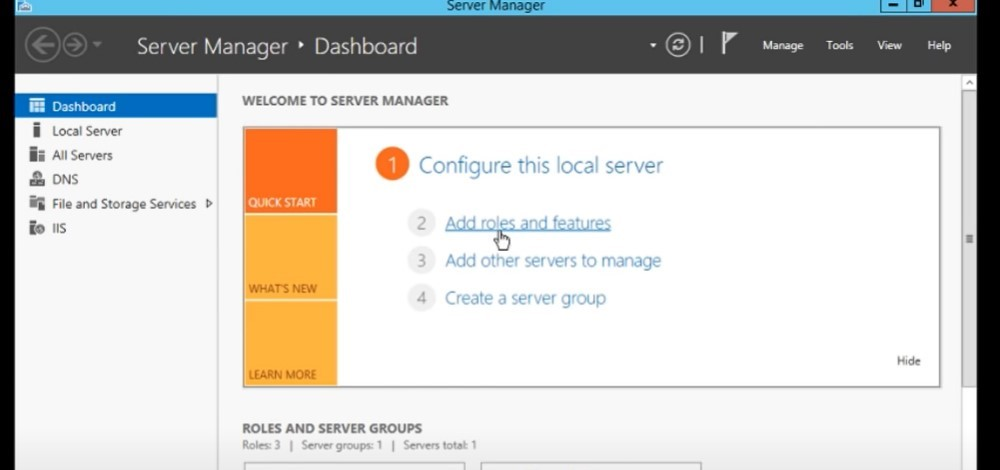 Server Manager
Server Manager ‣ Dashboard
Manage Tools View Help
Dashboard
Local Server
All Servers
DNS
File and Storage Services
IIS
WELCOME TO SERVER MANAGER
QUICK START
WHAT'S NEW
LEARN MORE
1 Configure this local server
2 Add roles and features
3 Add other servers to manage
4 Create a server group
Hide
ROLES AND SERVER GROUPS
Roles: 3 | Server groups: 1 | Servers total: 1